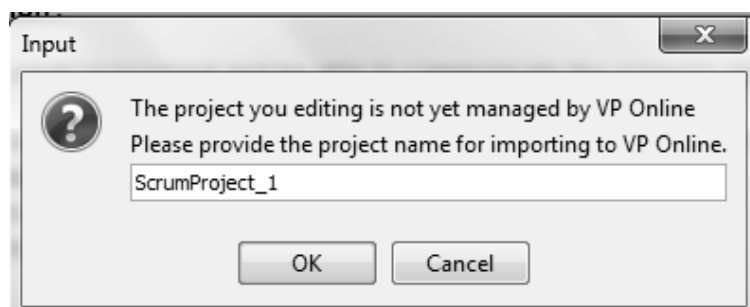 Input
x
The project you editing is not yet managed by VP Online
Please provide the project name for importing to VP Online.
ScrumProject_1
OK
Cancel